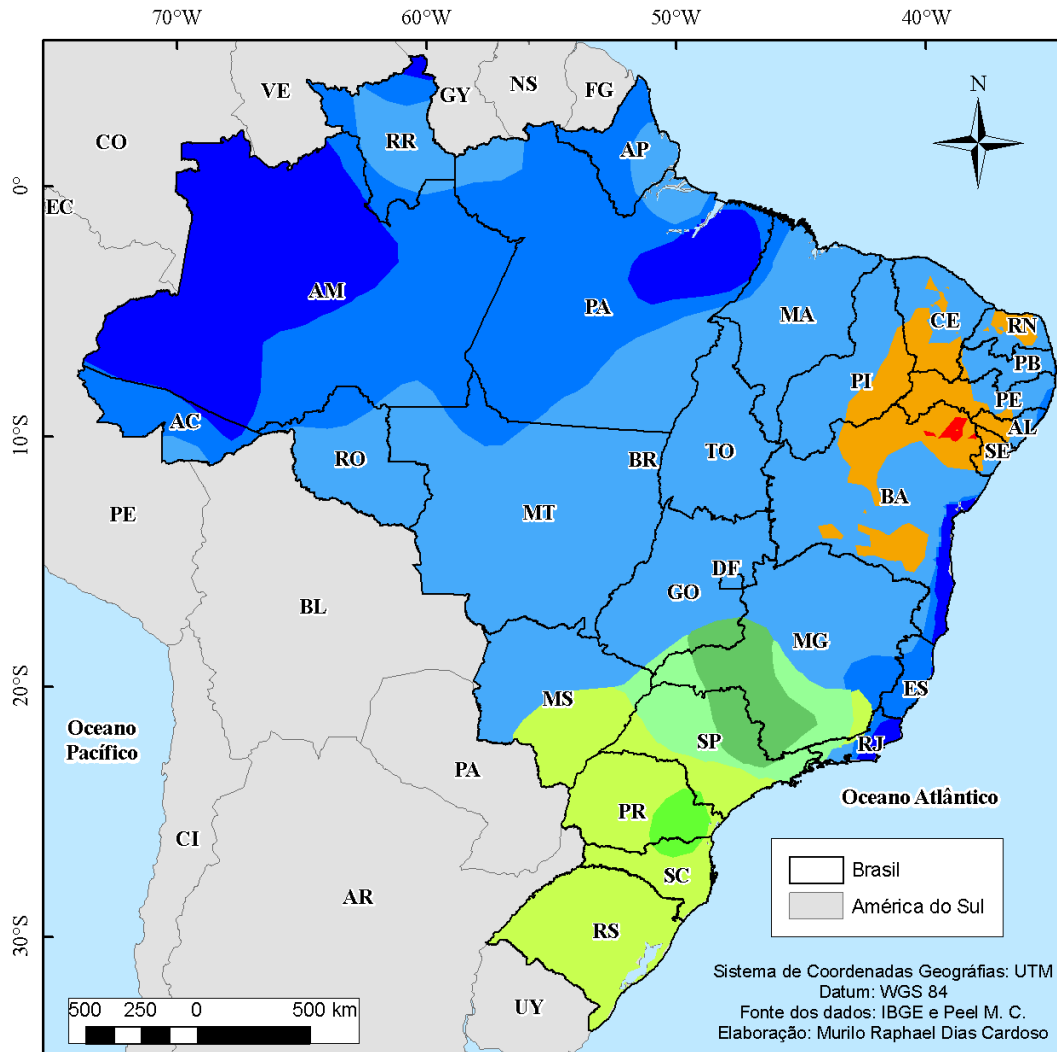 70°W 60°W 50°W 40°W
0°
10°S
20°S
30°S
N
VE
GY
NS
FG
CO
RR
AP
EC
AM
PA
MA
CE
RN
PI
PB
PE
AC
AL
RO
BR
TO
SE
BA
PE
MT
DF
GO
BL
MG
MS
ES
Oceano
Pacífico
SP
RJ
PA
Oceano Atlântico
PR
CI
SC
AR
RS
UY
Brasil
América do Sul
500 250 0 500 km
Sistema de Coordenadas Geográfias: UTM
Datum: WGS 84
Fonte dos dados: IBGE e Peel M. C.
Elaboração: Murilo Raphael Dias Cardoso